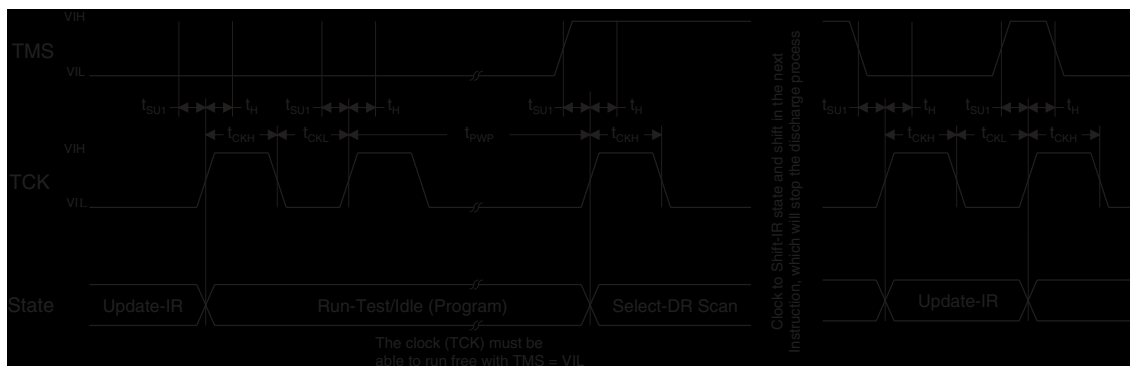 VIH
TMS
VIL
tSU1 tH tSU1 tH tSU1 tH tSU1 tH tSU1 tH
tCKH tCKL tPWP tCKH tCKH tCKL tCKH
VIH
TCK
VIL
State Update-IR Run-Test/Idle (Program) Select-DR Scan Update-IR
The clock (TCK) must be
able to run free with TMS = VIL
Clock to Shift-IR state and shift in the next
Instruction, which will stop the discharge process